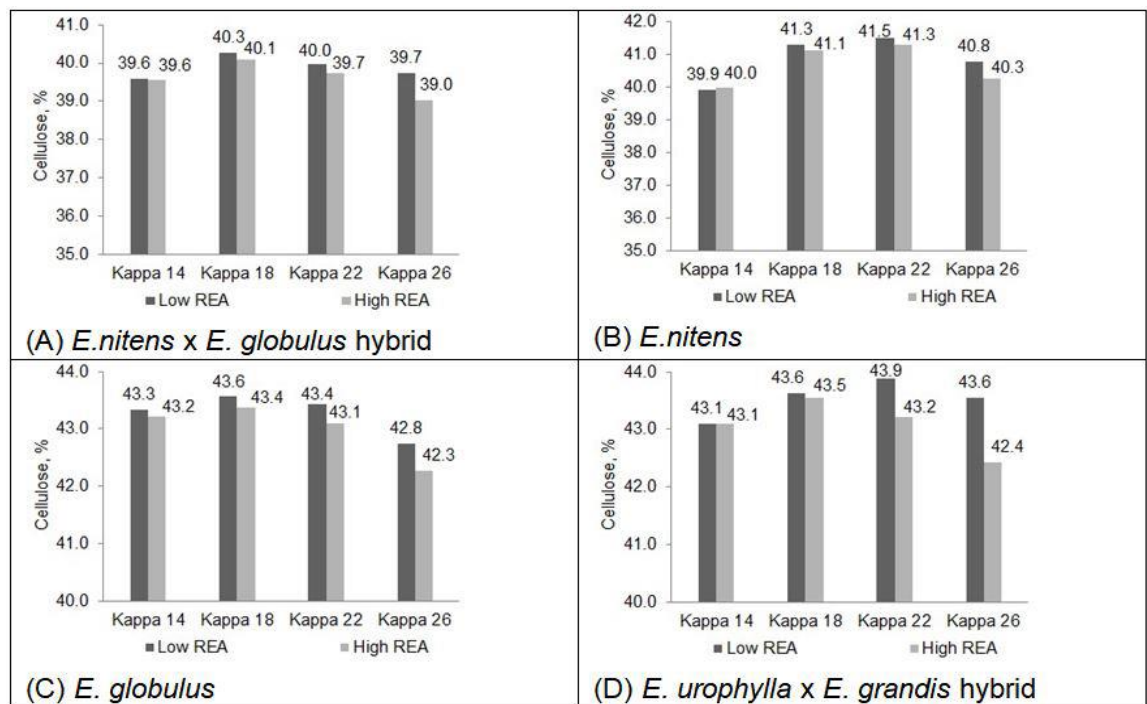 41.0
40.0
39.0
38.0
37.0
36.0
35.0
Cellulose, %
39.6 39.6
40.3 40.1
40.0 39.7
39.7 39.0
Kappa 14 Kappa 18 Kappa 22 Kappa 26
Low REA High REA
(A) E.nitens x E. globulus hybrid
42.0
41.0
40.0
39.0
38.0
37.0
36.0
35.0
Cellulose, %
39.9 40.0
41.3 41.1
41.5 41.3
40.8 40.3
Kappa 14 Kappa 18 Kappa 22 Kappa 26
Low REA High REA
(B) E.nitens
44.0
43.0
42.0
41.0
40.0
Cellulose, %
43.3 43.2
43.6 43.4
43.4 43.1
42.8 42.3
Kappa 14 Kappa 18 Kappa 22 Kappa 26
Low REA High REA
(C) E. globulus
44.0
43.0
42.0
41.0
40.0
Cellulose, %
43.1 43.1
43.6 43.5
43.9 43.2
43.6 42.4
Kappa 14 Kappa 18 Kappa 22 Kappa 26
Low REA High REA
(D) E. urophylla x E. grandis hybrid